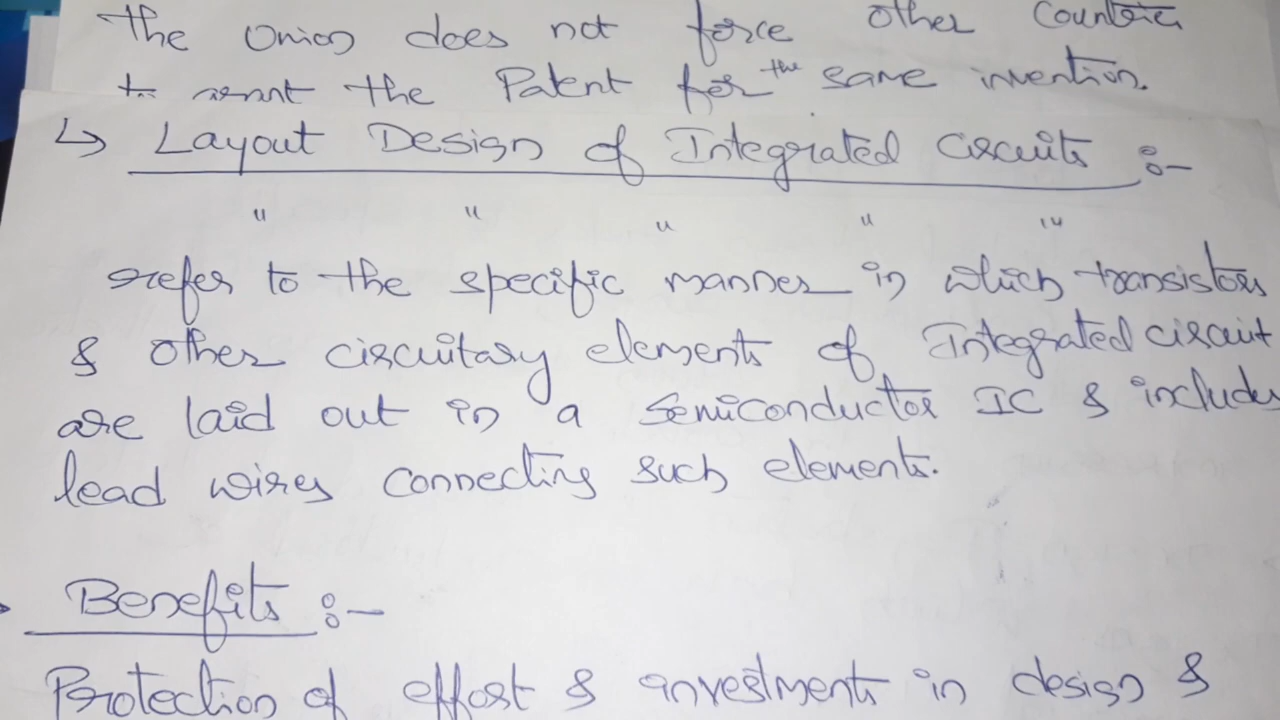 the Union does not force other Countries
to grant the Patent for the same invention.
↳ Layout Design of Integrated Circuits :-
" " " " "
refer to the specific manner in which transistors
& other circuitary elements of Integrated circuit
are laid out in a Semiconductor IC & includes
lead wires connecting such elements.
Benefits :-
Protection of effort & investment in design &